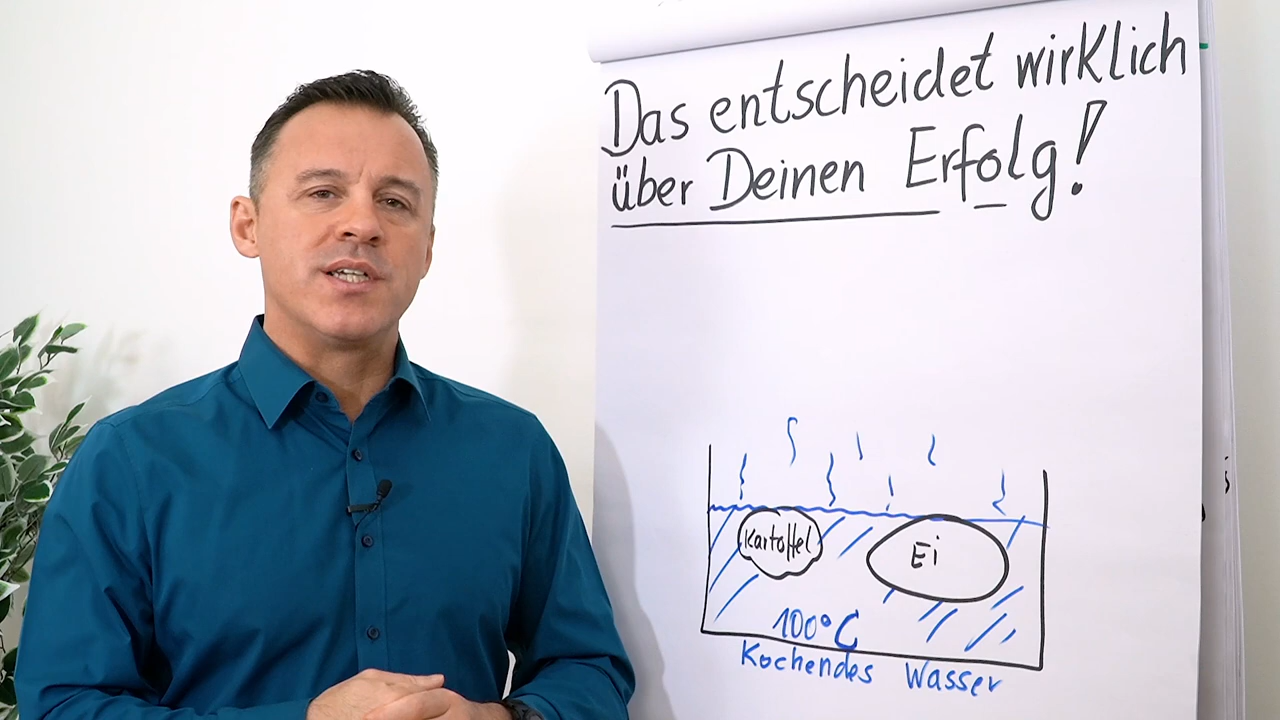 Das entscheidet wirklich
über Deinen Erfolg!
Kartoffel
Ei
100°C
Kochendes Wasser